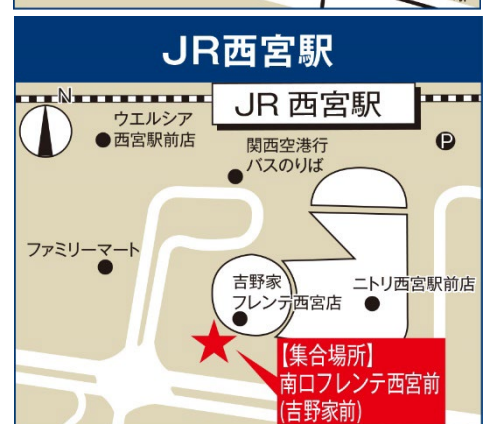 JR西宮駅
N
JR 西宮駅
ウエルシア
西宮駅前店
関西空港行
バスのりば
P
ファミリーマート
吉野家
フレンテ西宮店
ニトリ西宮駅前店
【集合場所】
南口フレンテ西宮前
(吉野家前)